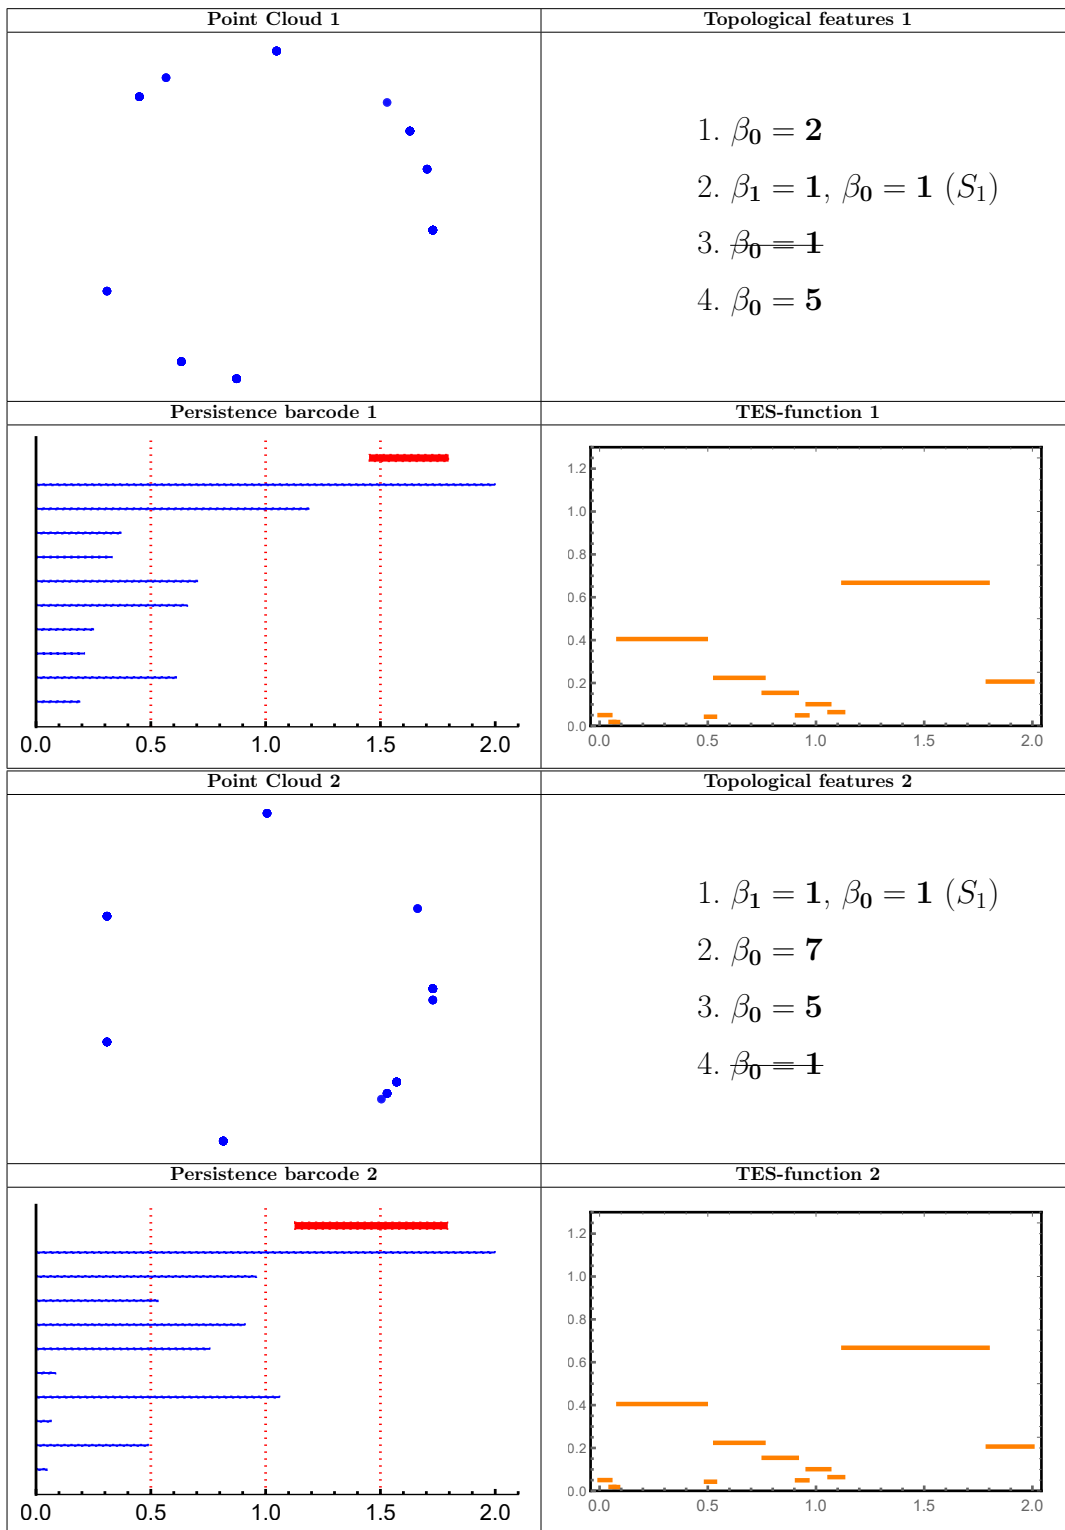 Point Cloud 1 Topological features 1
1. β₀ = 2
2. β₁ = 1, β₀ = 1 (S₁)
3. β₀ = 1
4. β₀ = 5
Persistence barcode 1 TES-function 1
1.2
1.0
0.8
0.6
0.4
0.2
0.0
0.0 0.5 1.0 1.5 2.0
0.0 0.5 1.0 1.5 2.0
Point Cloud 2 Topological features 2
1. β₁ = 1, β₀ = 1 (S₁)
2. β₀ = 7
3. β₀ = 5
4. β₀ = 1
Persistence barcode 2 TES-function 2
1.2
1.0
0.8
0.6
0.4
0.2
0.0
0.0 0.5 1.0 1.5 2.0
0.0 0.5 1.0 1.5 2.0